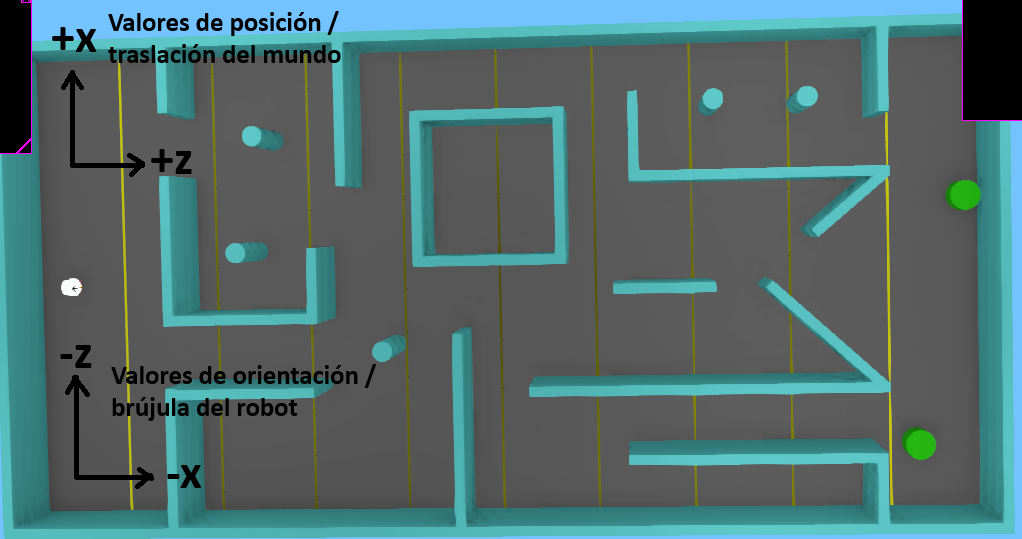 Valores de posición /
traslación del mundo
+x
+z
-z
Valores de orientación /
brújula del robot
-x